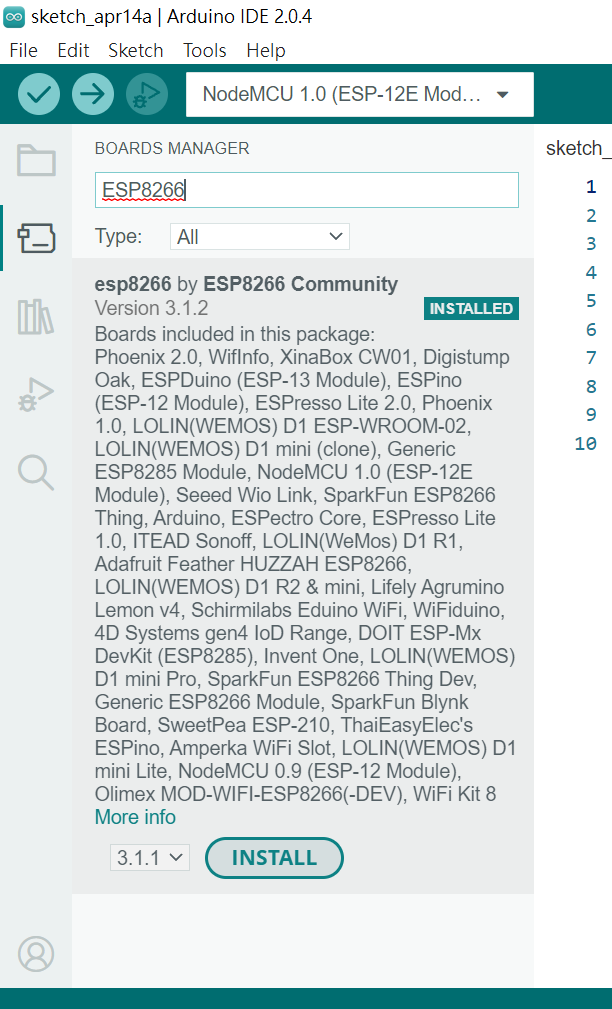 sketch_apr14a | Arduino IDE 2.0.4
File Edit Sketch Tools Help
NodeMCU 1.0 (ESP-12E Mod...
BOARDS MANAGER
sketch_
ESP8266
Type: All
esp8266 by ESP8266 Community
Version 3.1.2
INSTALLED
Boards included in this package:
Phoenix 2.0, WifInfo, XinaBox CW01, Digistump
Oak, ESPDuino (ESP-13 Module), ESPino
(ESP-12 Module), ESPresso Lite 2.0, Phoenix
1.0, LOLIN(WEMOS) D1 ESP-WROOM-02,
LOLIN(WEMOS) D1 mini (clone), Generic
ESP8285 Module, NodeMCU 1.0 (ESP-12E
Module), Seeed Wio Link, SparkFun ESP8266
Thing, Arduino, ESPectro Core, ESPresso Lite
1.0, ITEAD Sonoff, LOLIN(WeMos) D1 R1,
Adafruit Feather HUZZAH ESP8266,
LOLIN(WEMOS) D1 R2 & mini, Lifely Agrumino
Lemon v4, Schirmilabs Eduino WiFi, WiFiduino,
4D Systems gen4 IoD Range, DOIT ESP-Mx
DevKit (ESP8285), Invent One, LOLIN(WEMOS)
D1 mini Pro, SparkFun ESP8266 Thing Dev,
Generic ESP8266 Module, SparkFun Blynk
Board, SweetPea ESP-210, ThaiEasyElec's
ESPino, Amperka WiFi Slot, LOLIN(WEMOS) D1
mini Lite, NodeMCU 0.9 (ESP-12 Module),
Olimex MOD-WIFI-ESP8266(-DEV), WiFi Kit 8
More info
3.1.1 INSTALL
1
2
3
4
5
6
7
8
9
10